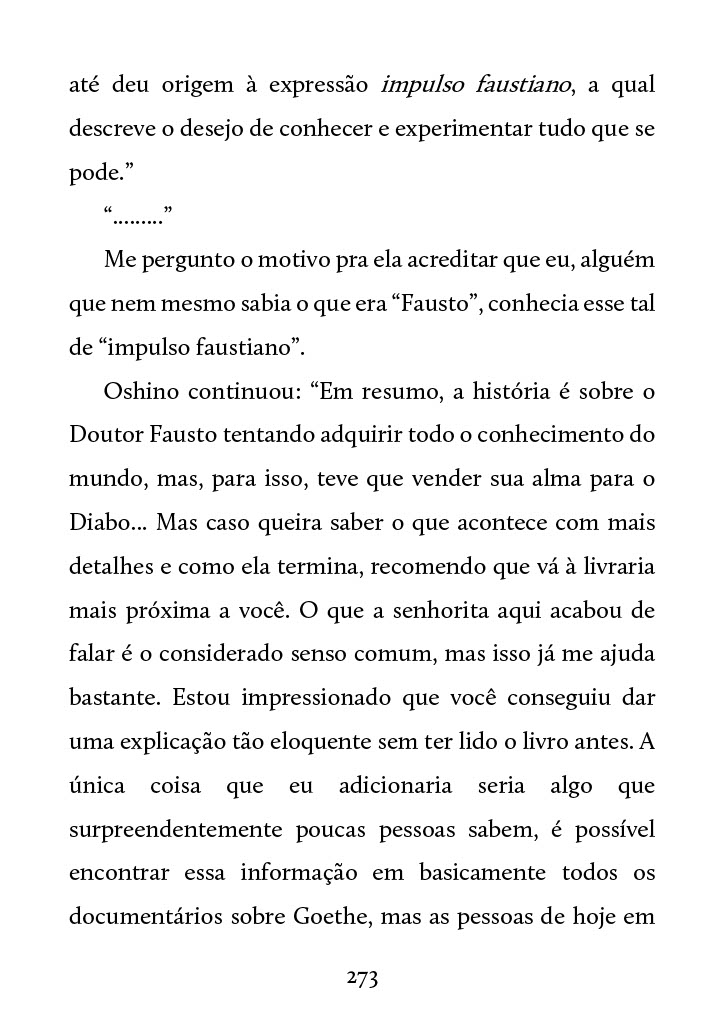 até deu origem à expressão impulso faustiano, a qual
descreve o desejo de conhecer e experimentar tudo que se
pode.”
“.........”
Me pergunto o motivo pra ela acreditar que eu, alguém
que nem mesmo sabia o que era “Fausto”, conhecia esse tal
de “impulso faustiano”.
Oshino continuou: “Em resumo, a história é sobre o
Doutor Fausto tentando adquirir todo o conhecimento do
mundo, mas, para isso, teve que vender sua alma para o
Diabo... Mas caso queira saber o que acontece com mais
detalhes e como ela termina, recomendo que vá à livraria
mais próxima a você. O que a senhorita aqui acabou de
falar é o considerado senso comum, mas isso já me ajuda
bastante. Estou impressionado que você conseguiu dar
uma explicação tão eloquente sem ter lido o livro antes. A
única coisa que eu adicionaria seria algo que
surpreendentemente poucas pessoas sabem, é possível
encontrar essa informação em basicamente todos os
documentários sobre Goethe, mas as pessoas de hoje em
273